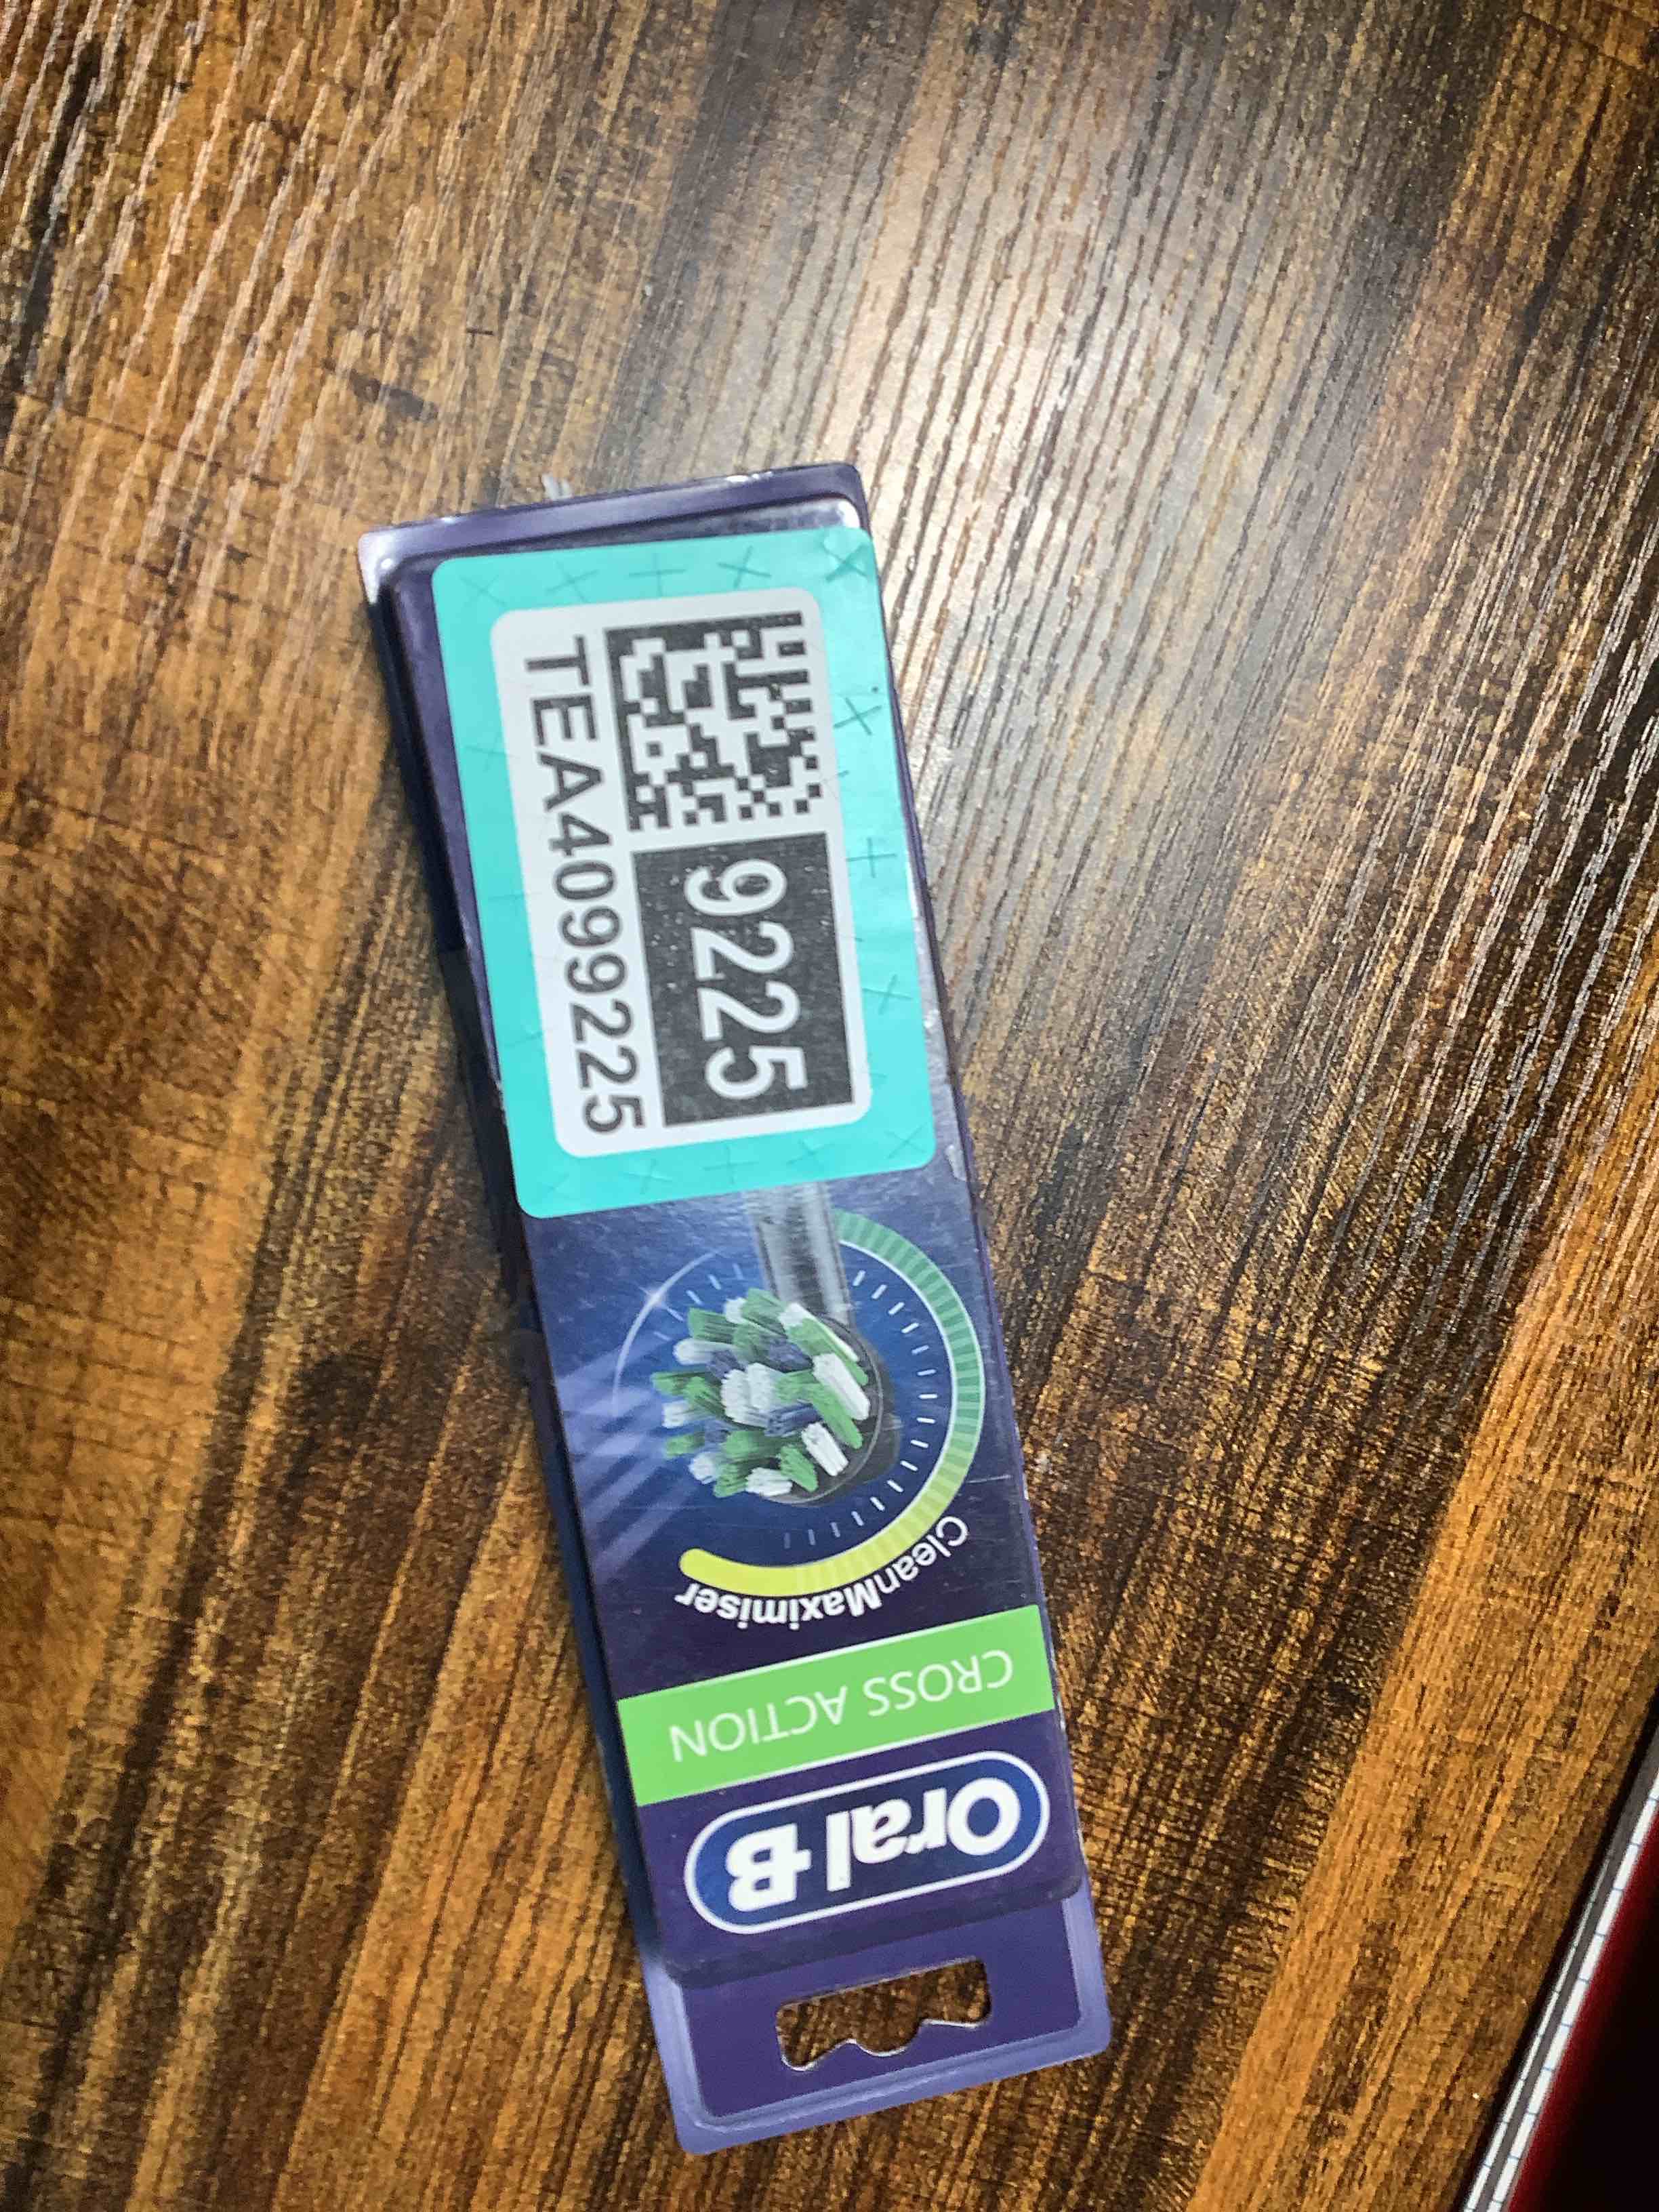 Oral B
CROSS ACTION
CleanMaximiser
9225
TEA4099225